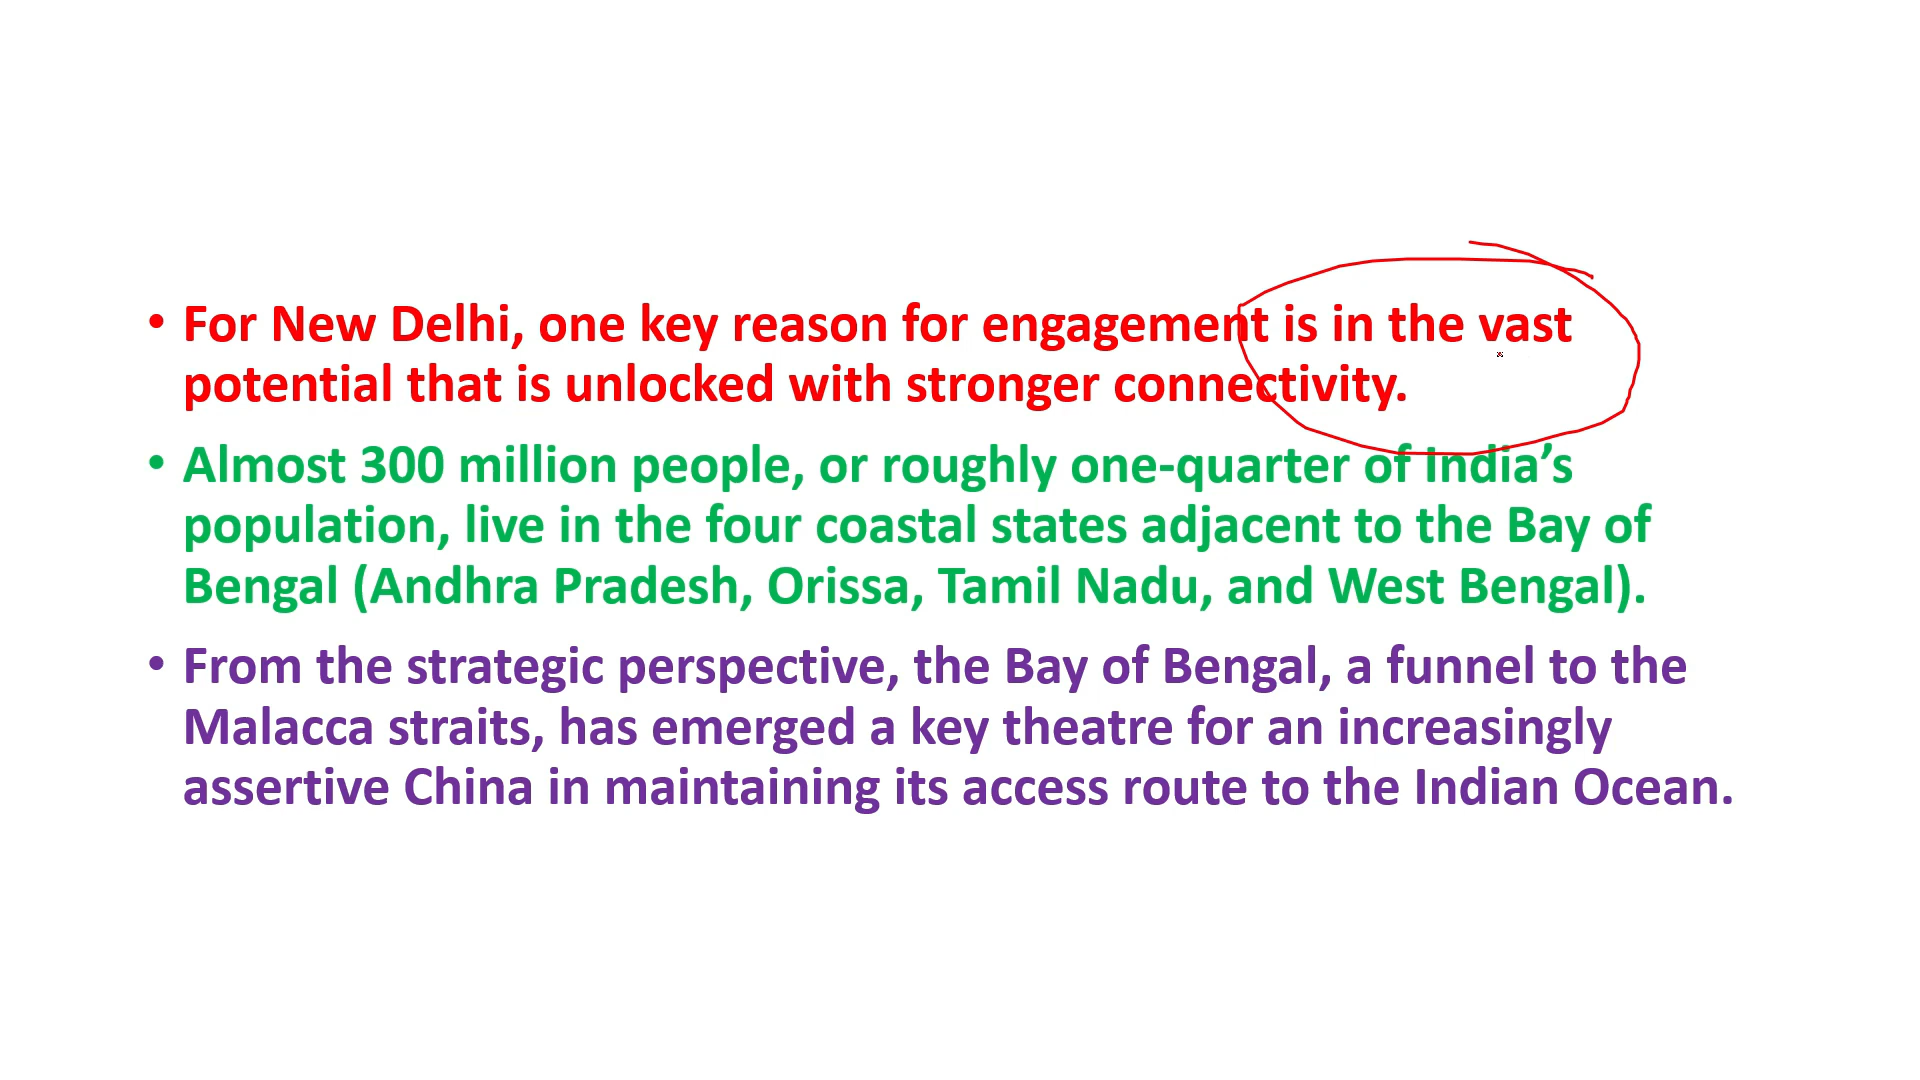 • For New Delhi, one key reason for engagement is in the vast
potential that is unlocked with stronger connectivity.
• Almost 300 million people, or roughly one-quarter of India’s
population, live in the four coastal states adjacent to the Bay of
Bengal (Andhra Pradesh, Orissa, Tamil Nadu, and West Bengal).
• From the strategic perspective, the Bay of Bengal, a funnel to the
Malacca straits, has emerged a key theatre for an increasingly
assertive China in maintaining its access route to the Indian Ocean.